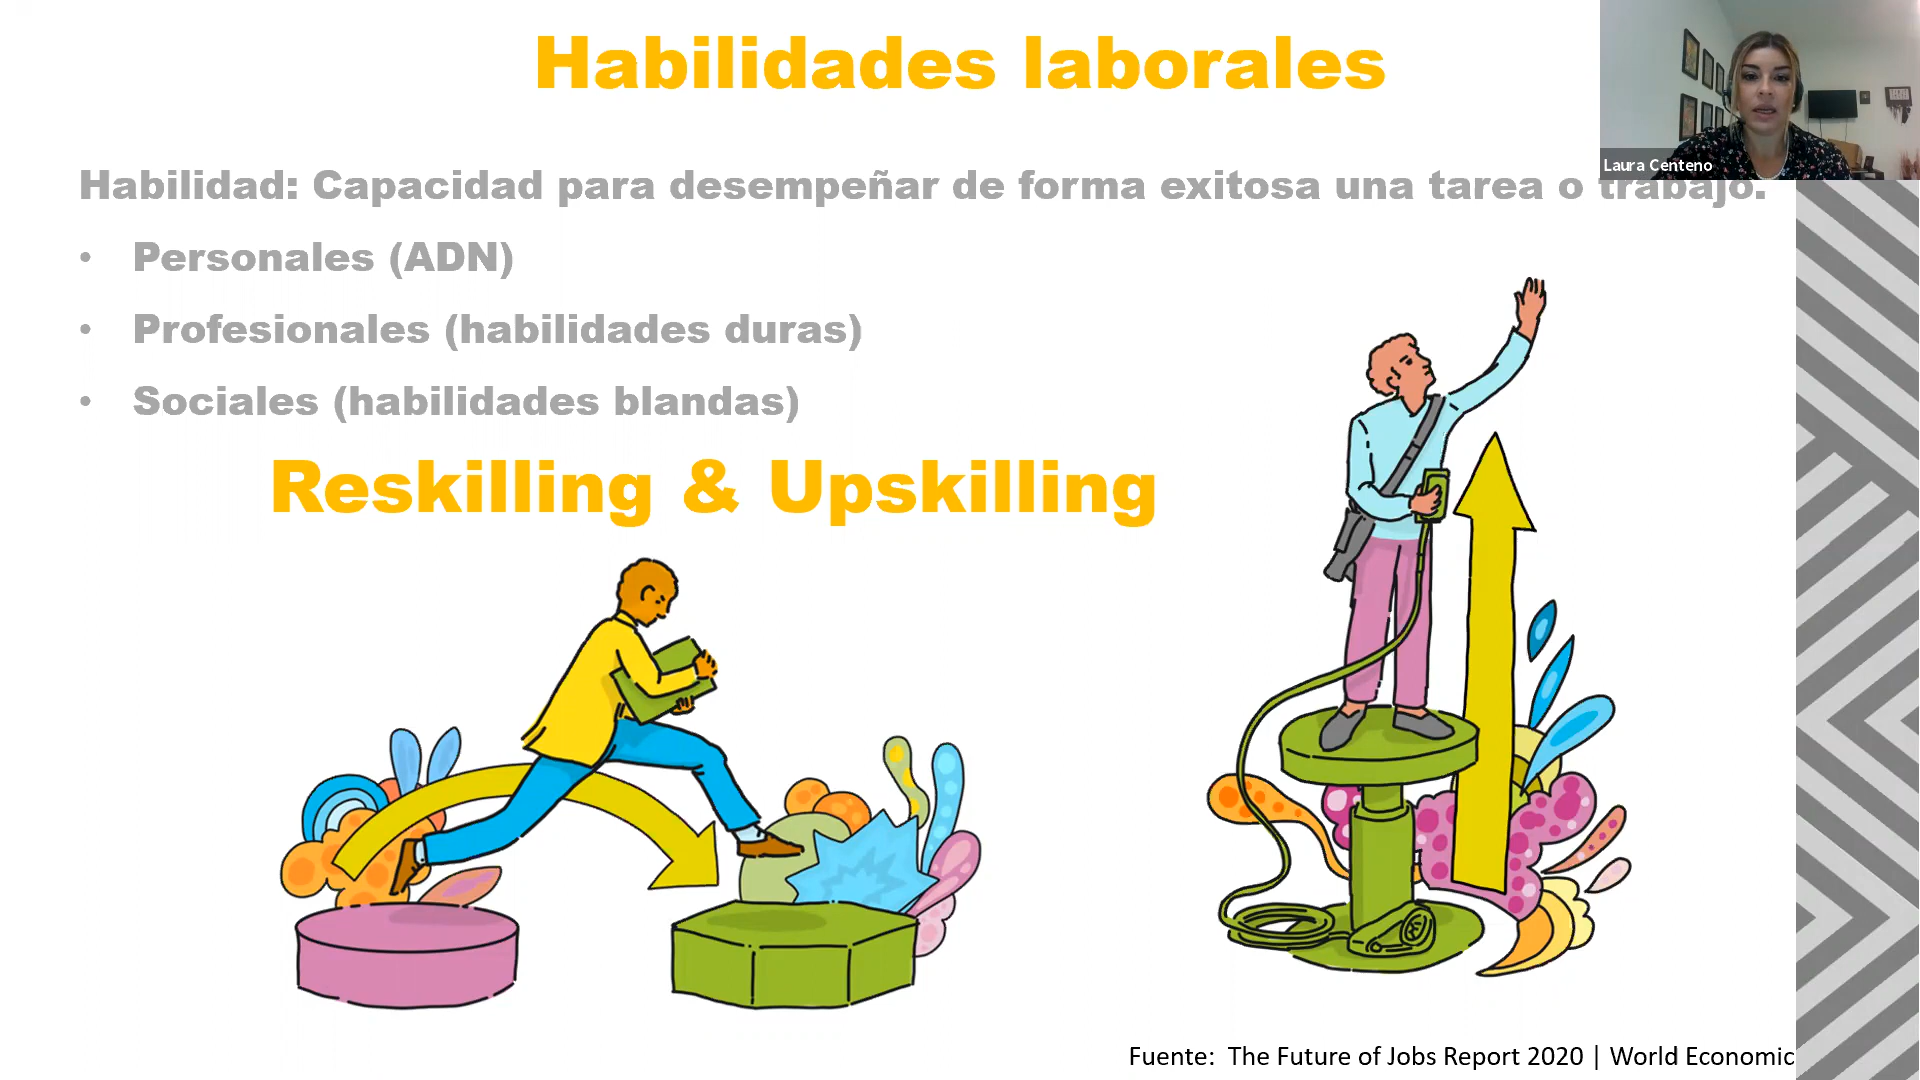 Habilidades laborales
Laura Centeno
Habilidad: Capacidad para desempeñar de forma exitosa una tarea o trabajo.
• Personales (ADN)
• Profesionales (habilidades duras)
• Sociales (habilidades blandas)
Reskilling & Upskilling
Fuente: The Future of Jobs Report 2020 | World Economic